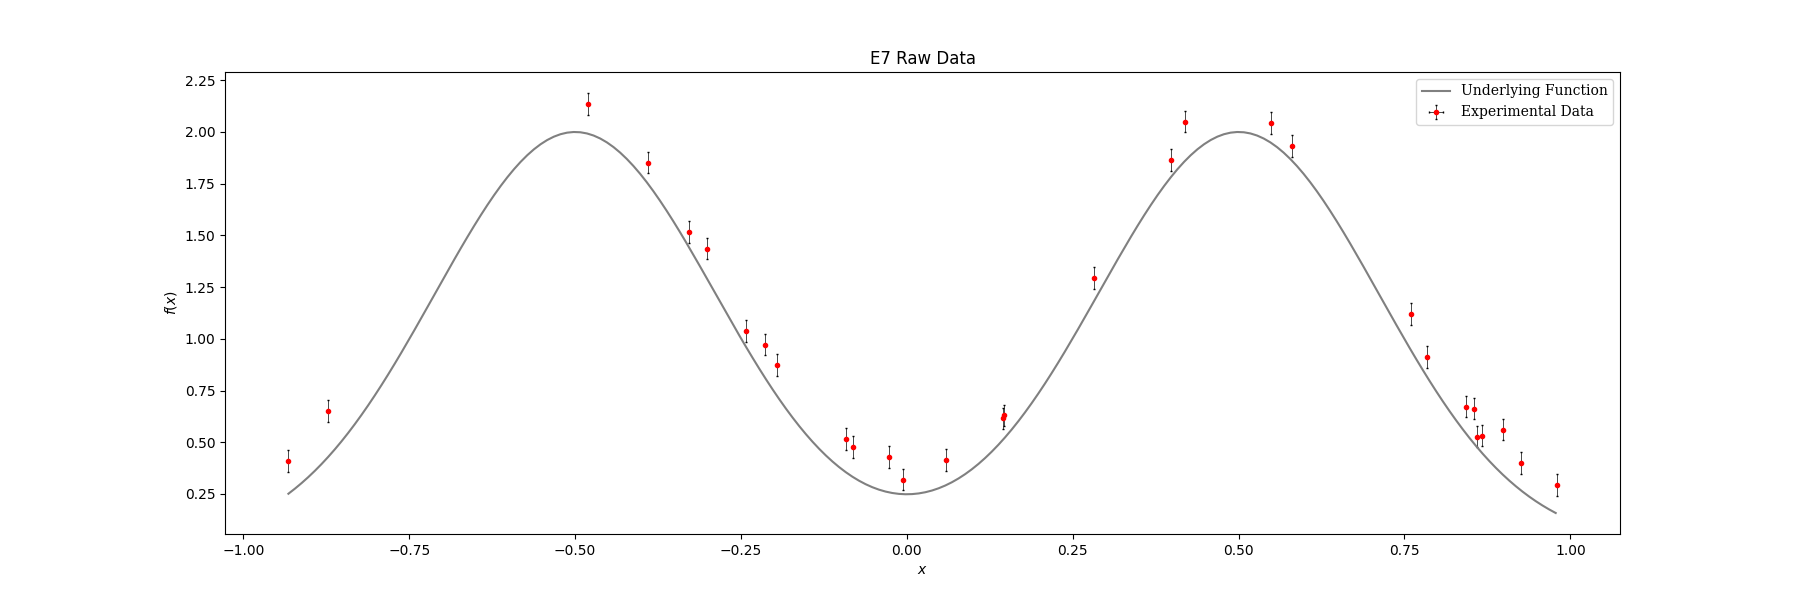 E7 Raw Data
2.25
2.00
1.75
1.50
1.25
1.00
0.75
0.50
0.25
f(x)
Underlying Function
Experimental Data
−1.00 −0.75 −0.50 −0.25 0.00 0.25 0.50 0.75 1.00
x